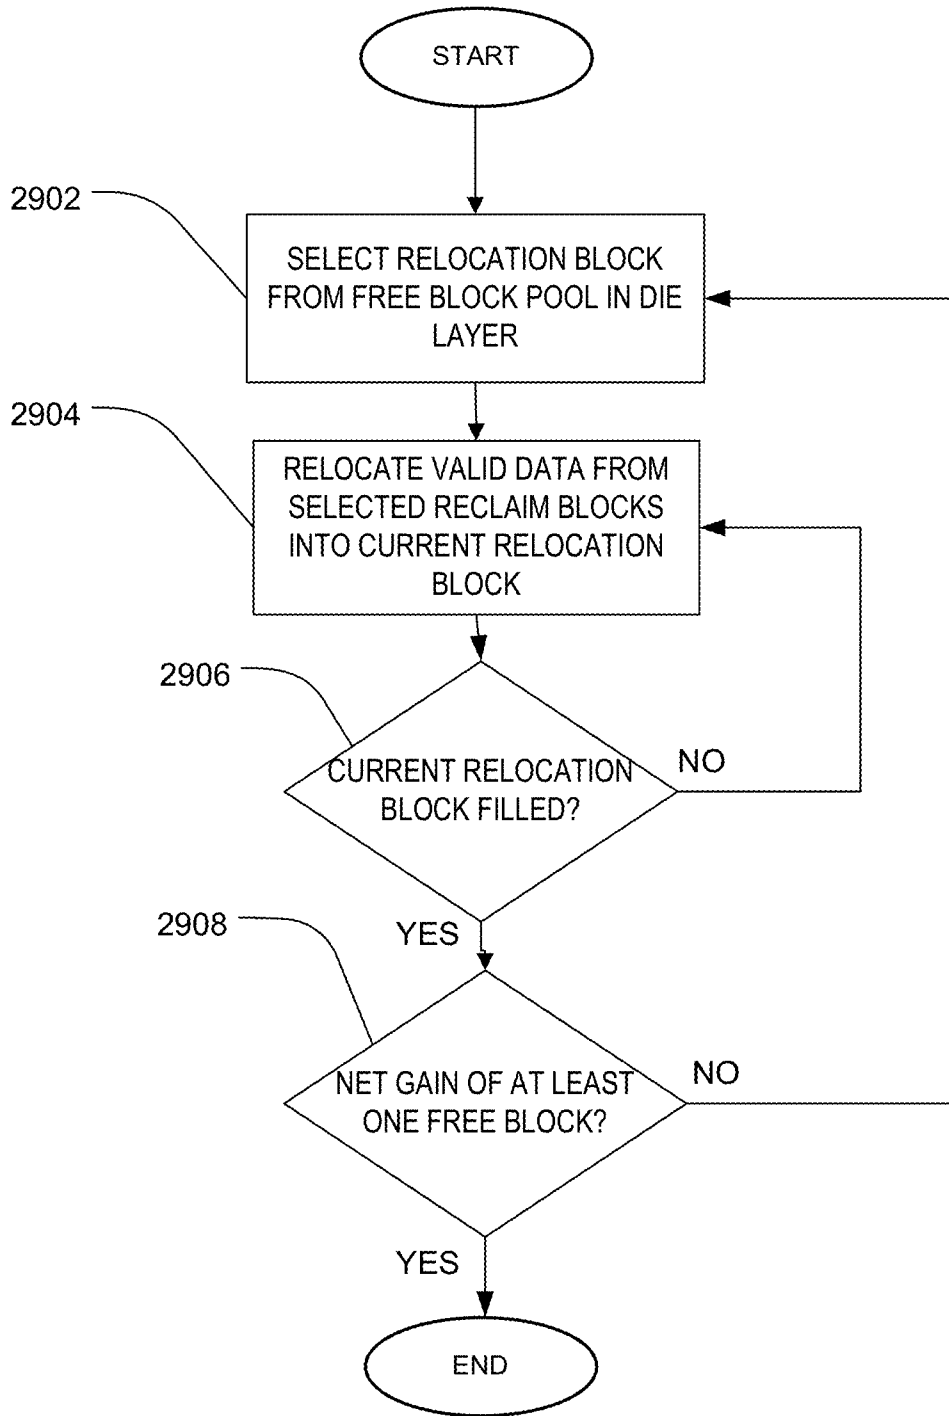 START
2902
SELECT RELOCATION BLOCK
FROM FREE BLOCK POOL IN DIE
LAYER
2904
RELOCATE VALID DATA FROM
SELECTED RECLAIM BLOCKS
INTO CURRENT RELOCATION
BLOCK
2906
CURRENT RELOCATION
BLOCK FILLED?
NO
YES
2908
NET GAIN OF AT LEAST
ONE FREE BLOCK?
NO
YES
END